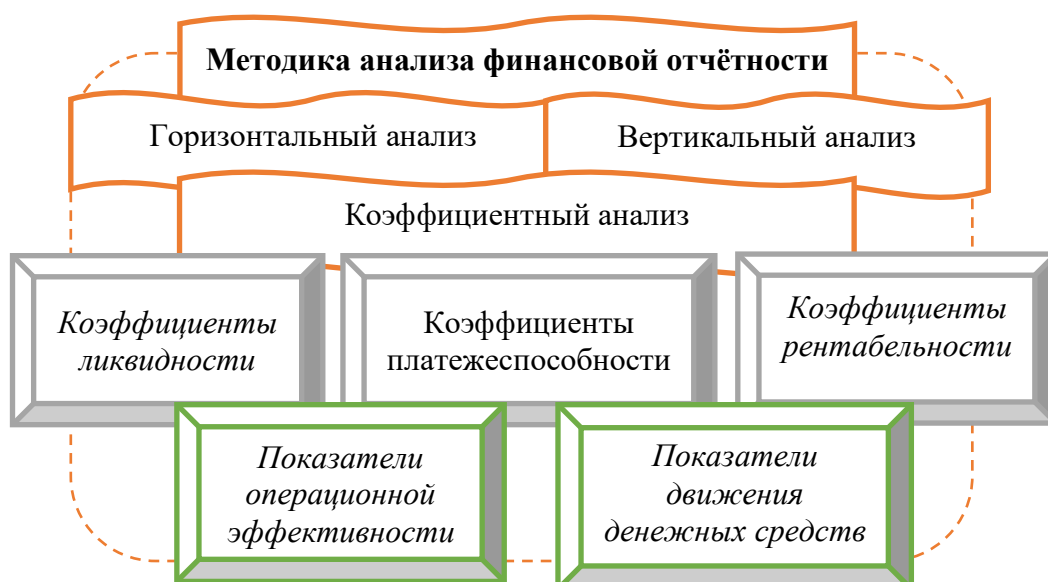 Методика анализа финансовой отчётности
Горизонтальный анализ
Вертикальный анализ
Коэффициентный анализ
Коэффициенты
ликвидности
Коэффициенты
платежеспособности
Коэффициенты
рентабельности
Показатели
операционной
эффективности
Показатели
движения
денежных средств